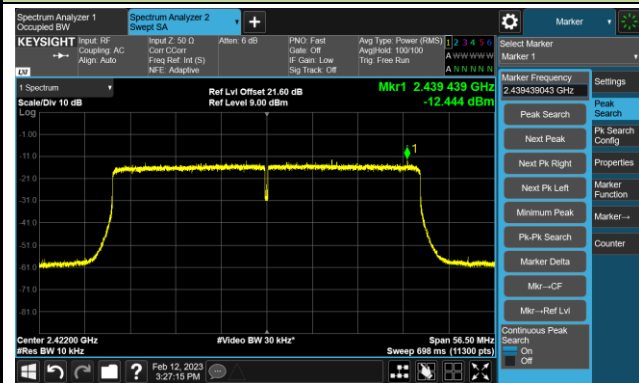 Spectrum Analyzer 1
Occupied BW
Spectrum Analyzer 2
Swept SA
Marker
KEYSIGHT
Input: RF
Coupling: AC
Align: Auto
Input Z: 50 Ω
Corr CCorr
Freq Ref: Int (S)
NFE: Adaptive
Atten: 6 dB
PNO: Fast
Gate: Off
IF Gain: Low
Sig Track: Off
Avg Type: Power (RMS)
Avg|Hold: 100/100
Trig: Free Run
1 2 3 4 5 6
A W W W W W
A N N N N N
LXI
Select Marker
Marker 1
1 Spectrum
Scale/Div 10 dB
Log
Ref Lvl Offset 21.60 dB
Ref Level 9.00 dBm
Mkr1 2.439 439 GHz
-12.444 dBm
1
-1.00
-11.0
-21.0
-31.0
-41.0
-51.0
-61.0
-71.0
-81.0
Center 2.42200 GHz
#Res BW 10 kHz
#Video BW 30 kHz*
Span 56.50 MHz
Sweep 698 ms (11300 pts)
Marker Frequency
2.439439043 GHz
Peak Search
Next Peak
Next Pk Right
Next Pk Left
Minimum Peak
Pk-Pk Search
Marker Delta
Mkr→CF
Mkr→Ref Lvl
Continuous Peak
Search
On
Off
Settings
Peak
Search
Pk Search
Config
Properties
Marker
Function
Marker→
Counter
?
Feb 12, 2023
3:27:15 PM